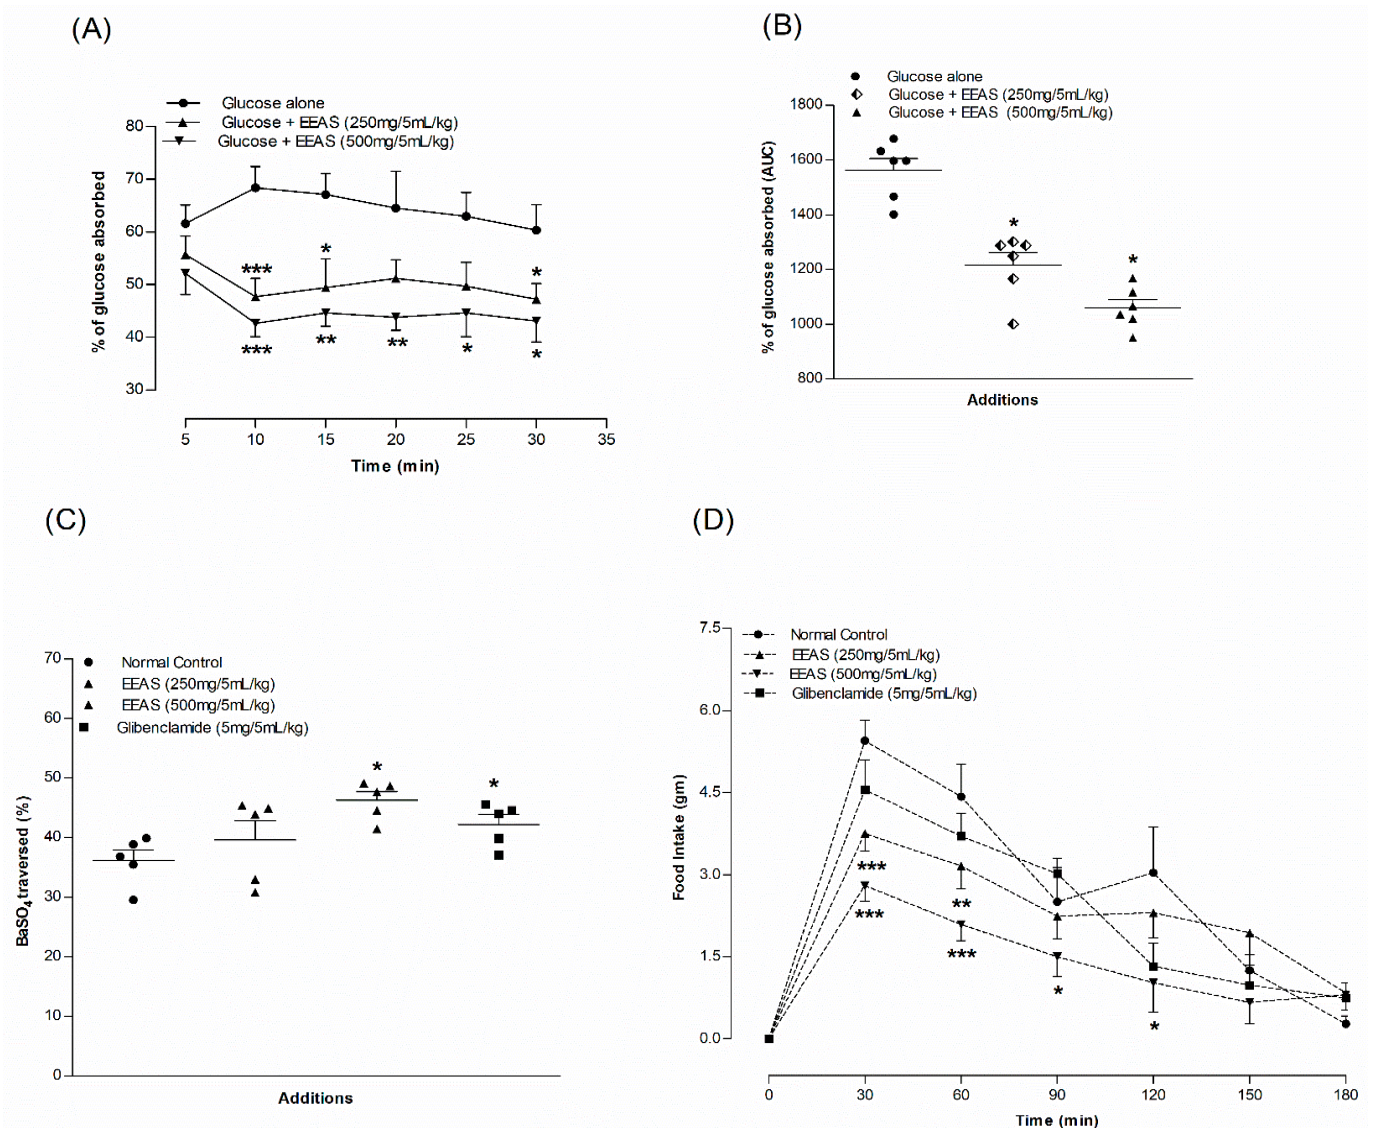 (A)
Glucose alone
Glucose + EEAS (250mg/5mL/kg)
Glucose + EEAS (500mg/5mL/kg)
80
70
60
50
40
30
% of glucose absorbed
***
*
*
***
**
**
*
*
5 10 15 20 25 30 35
Time (min)
(B)
Glucose alone
Glucose + EEAS (250mg/5mL/kg)
Glucose + EEAS (500mg/5mL/kg)
1800
1600
1400
1200
1000
800
% of glucose absorbed (AUC)
*
*
Additions
(C)
70
60
50
40
30
20
10
0
BaSO4 traversed (%)
Normal Control
EEAS (250mg/5mL/kg)
EEAS (500mg/5mL/kg)
Glibenclamide (5mg/5mL/kg)
*
*
Additions
(D)
7.5
6.0
4.5
3.0
1.5
0.0
Food Intake (gm)
Normal Control
EEAS (250mg/5mL/kg)
EEAS (500mg/5mL/kg)
Glibenclamide (5mg/5mL/kg)
***
***
**
***
*
*
0 30 60 90 120 150 180
Time (min)